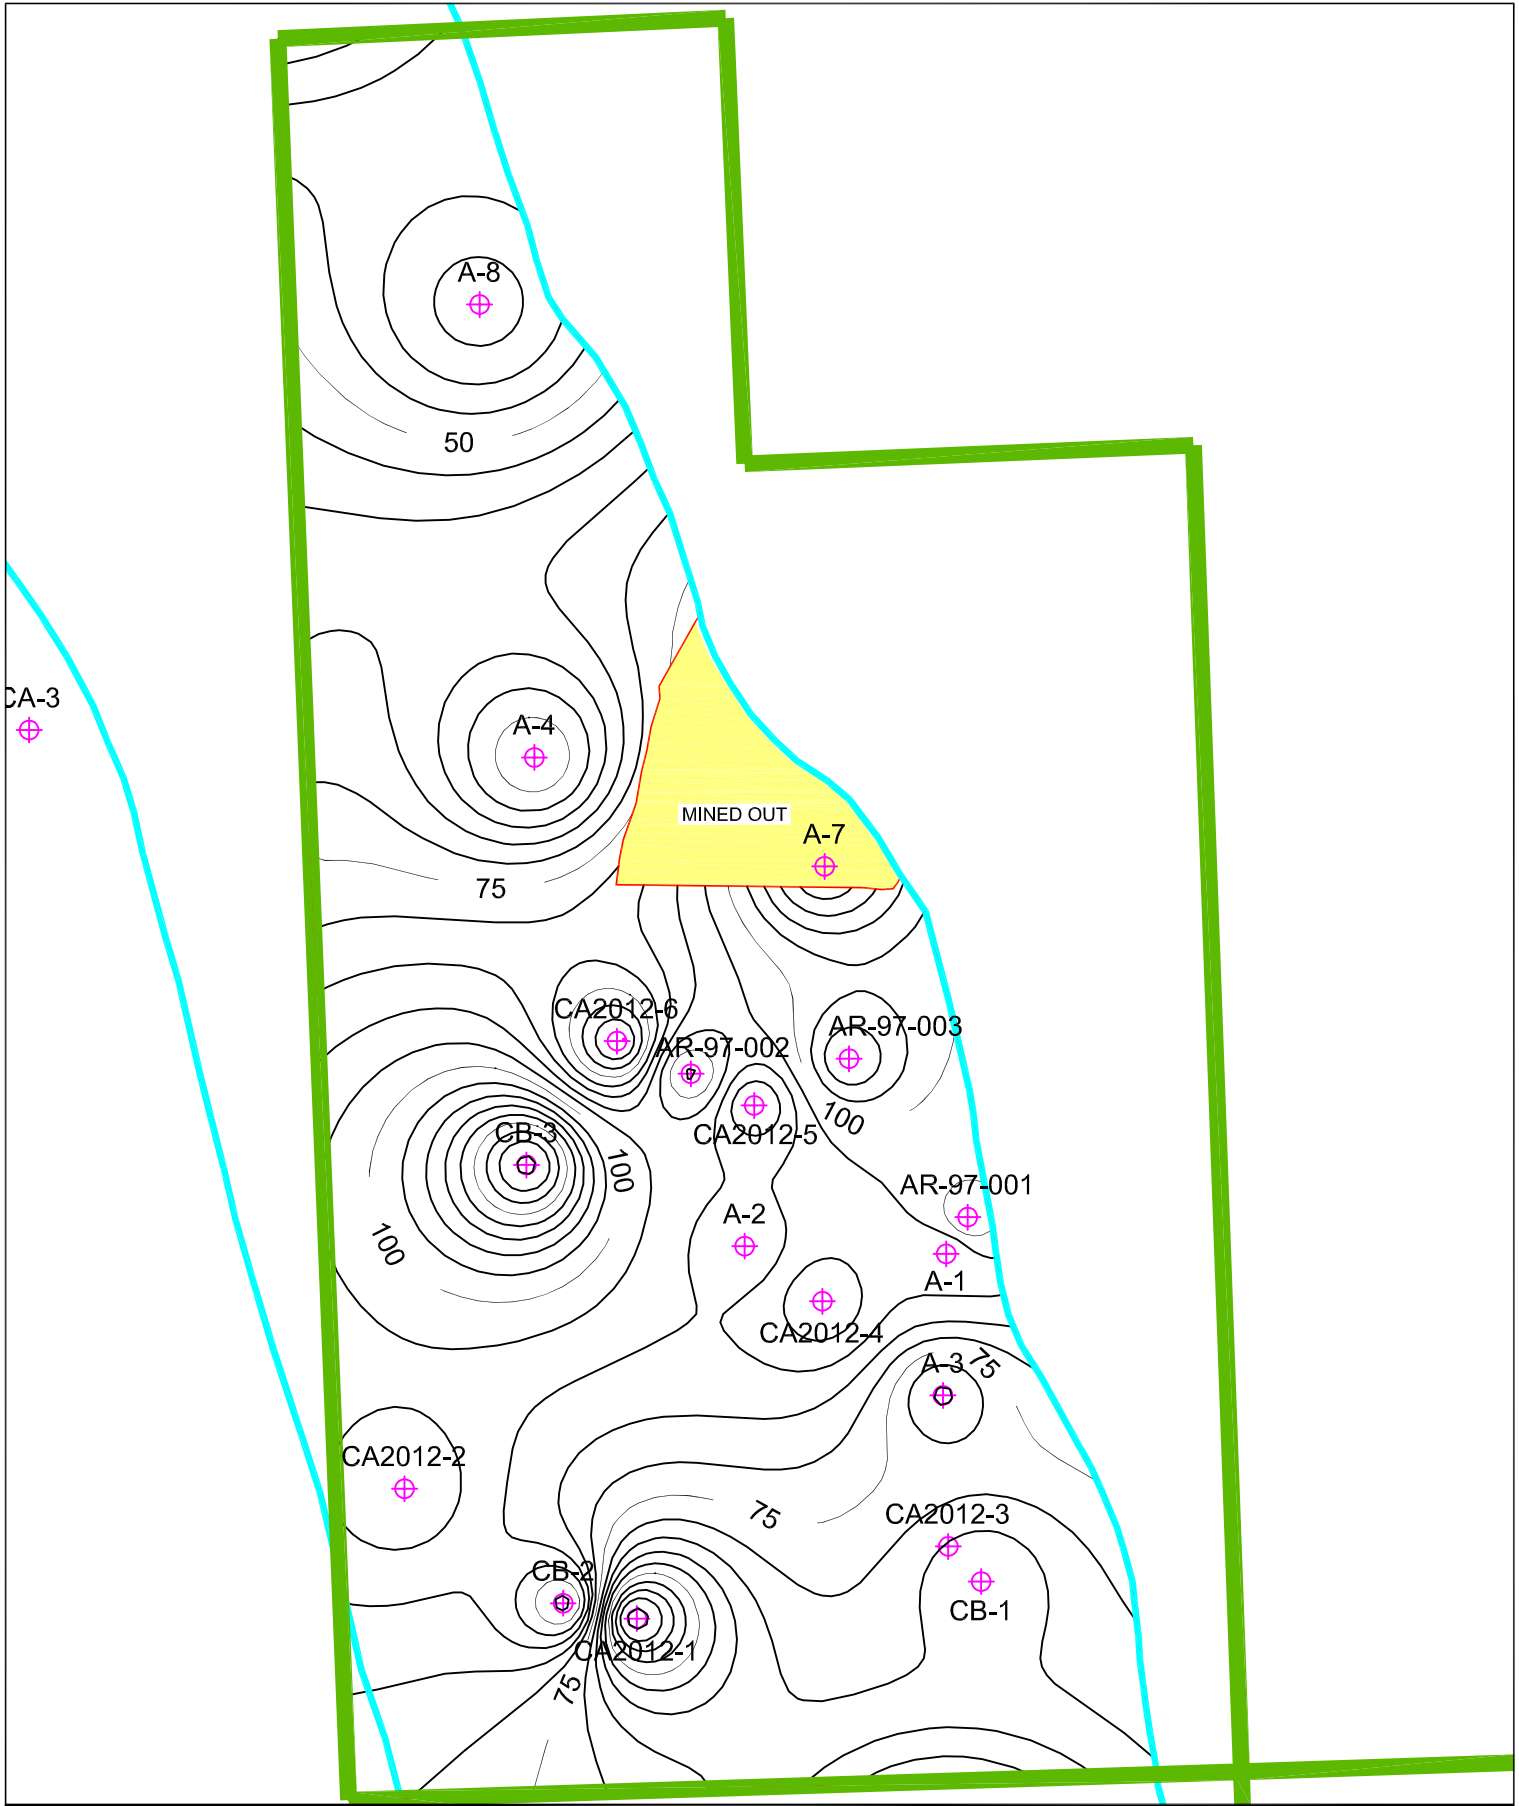 A-8
50
CA-3
A-4
MINED OUT
A-7
75
CA2012-6
AR-97-003
AR-97-002
100
CA2012-5
CB-3
100
AR-97-001
A-2
100
A-1
CA2012-4
A-3
75
CA2012-2
75
CA2012-3
CB-2
CB-1
CA2012-1
75